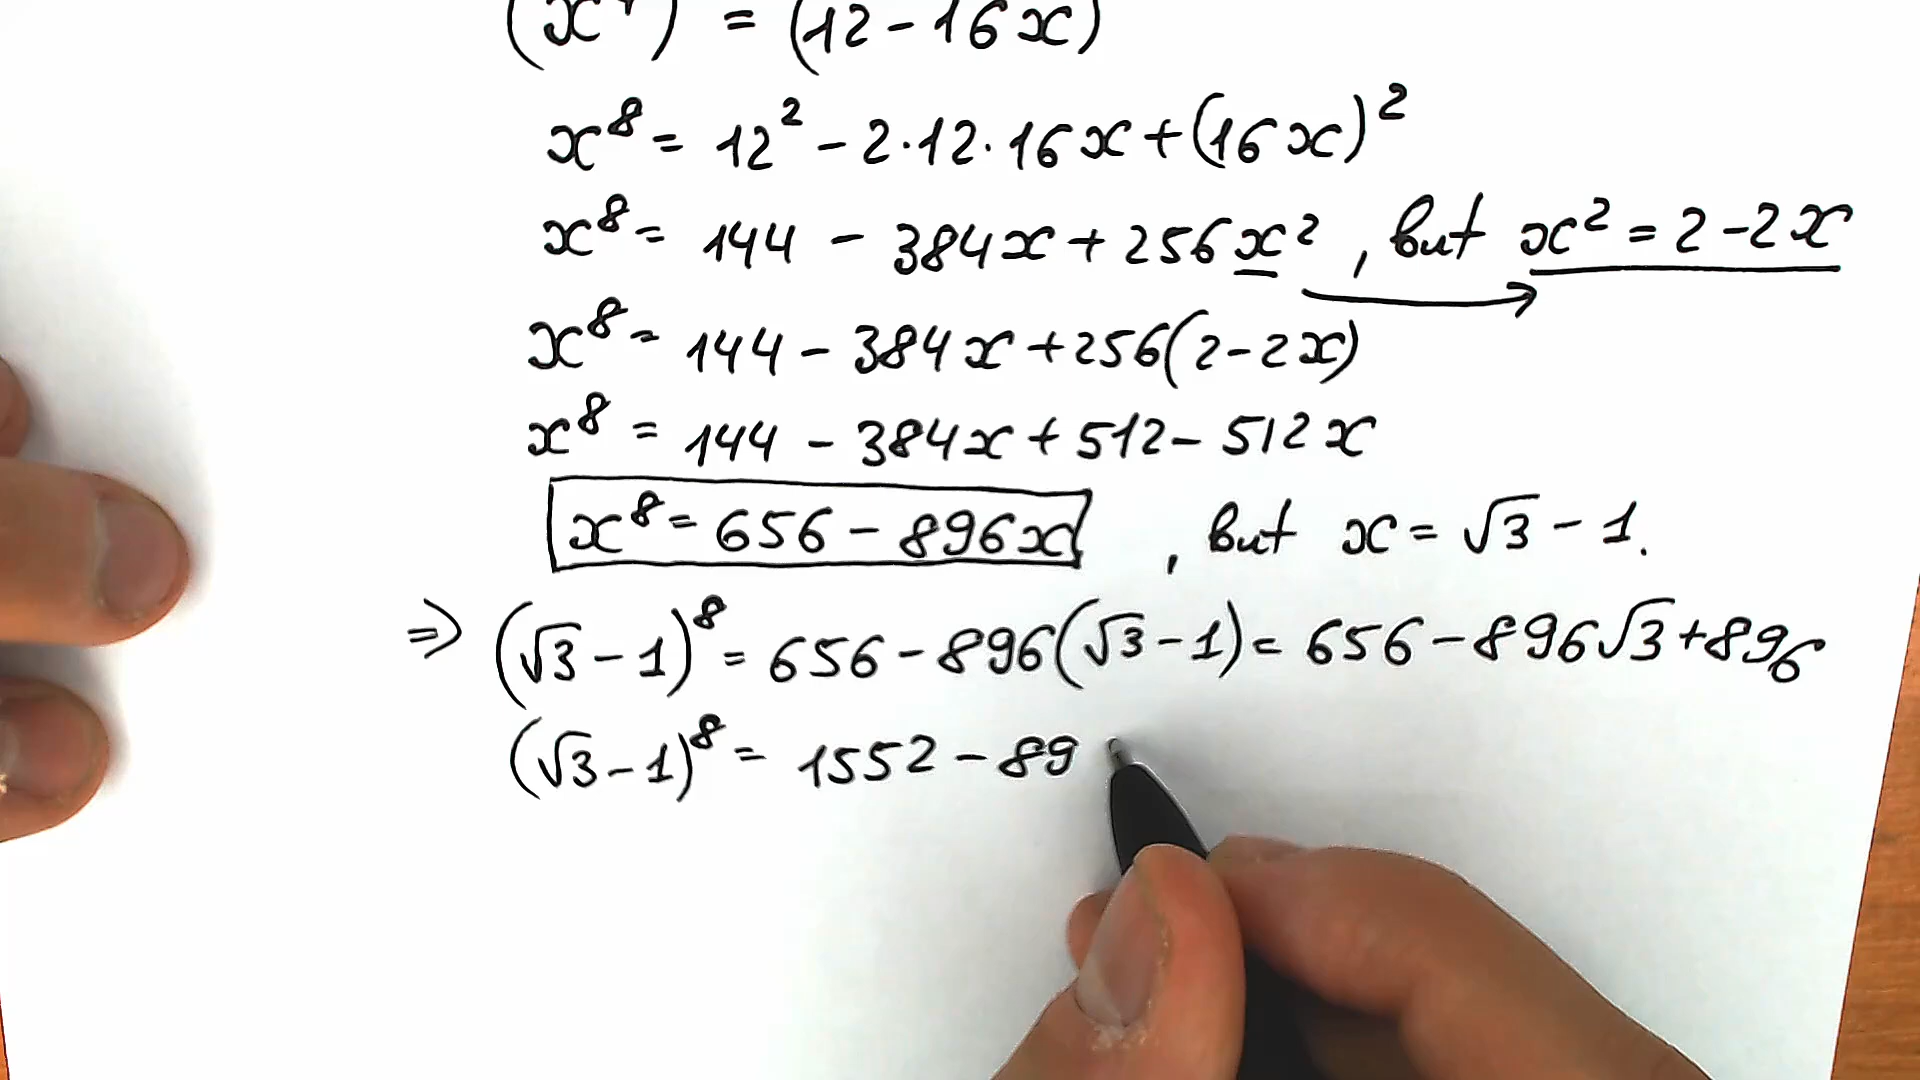 (x⁴) = (12 - 16x)
x⁸ = 12² - 2·12·16x + (16x)²
x⁸ = 144 - 384x + 256x², but x² = 2 - 2x
x⁸ = 144 - 384x + 256(2 - 2x)
x⁸ = 144 - 384x + 512 - 512x
x⁸ = 656 - 896x, but x = √3 - 1.
⇒ (√3 - 1)⁸ = 656 - 896(√3 - 1) = 656 - 896√3 + 896
(√3 - 1)⁸ = 1552 - 89